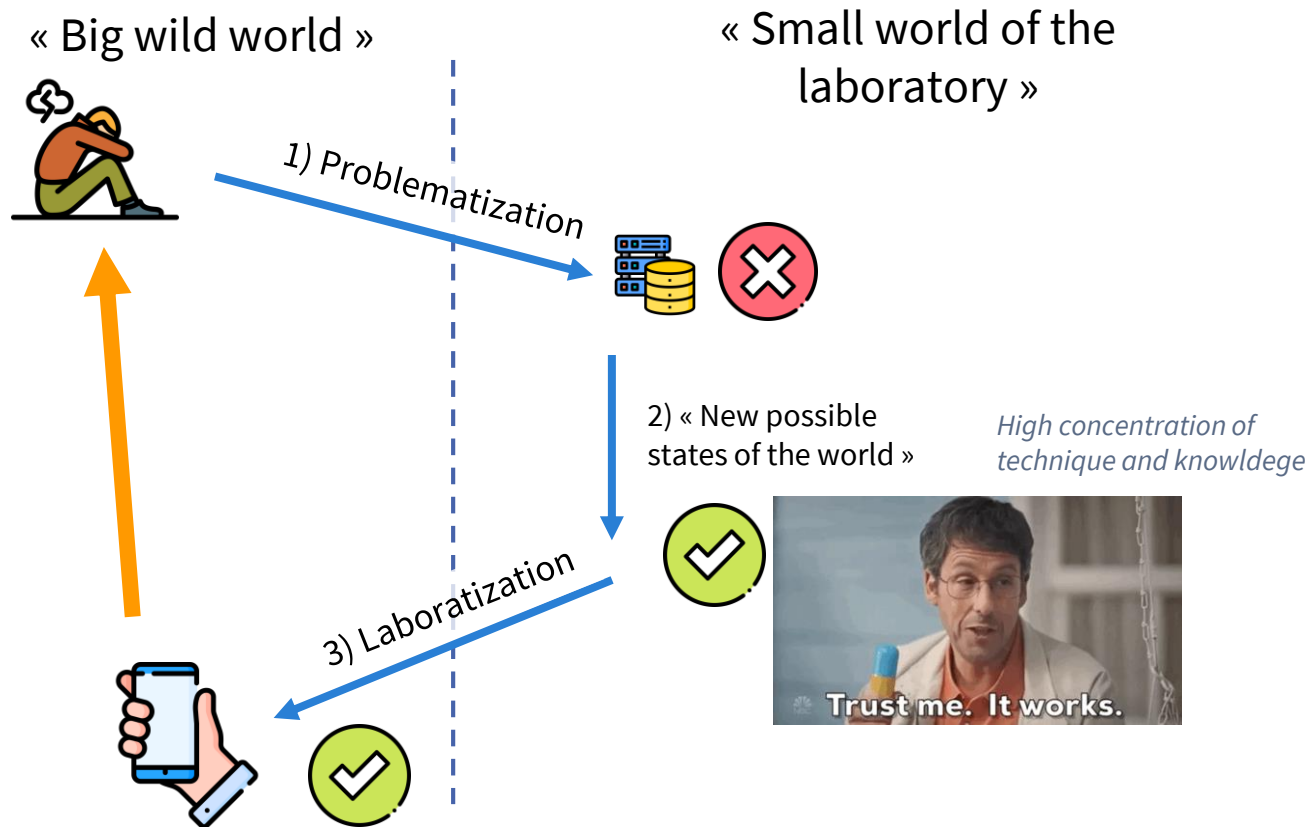 « Big wild world »
« Small world of the
laboratory »
1) Problematization
2) « New possible
states of the world »
High concentration of
technique and knowldege
3) Laboratization
NBC
Trust me. It works.